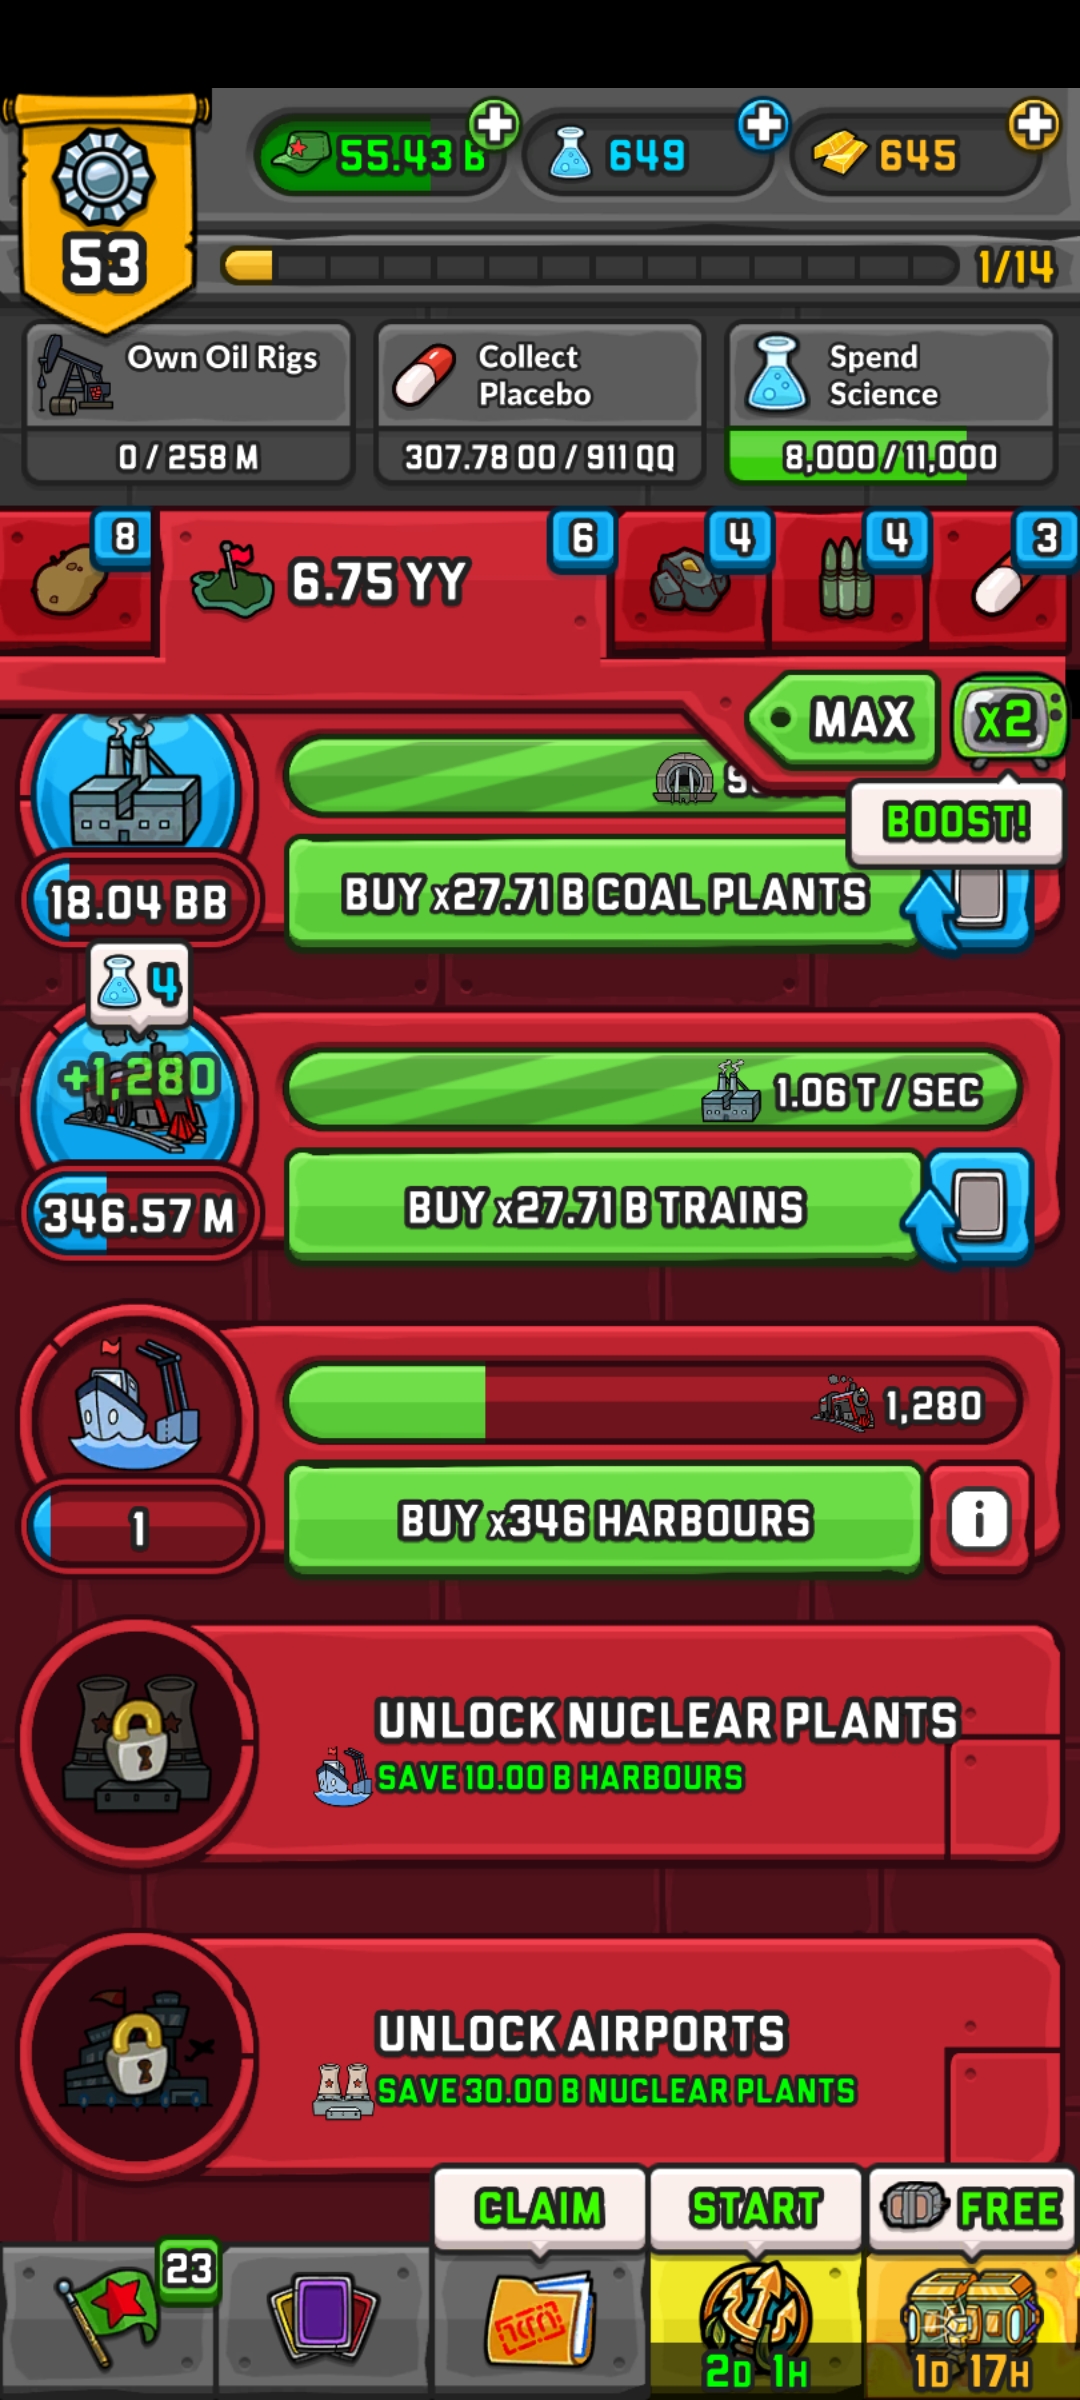 55.43 B
649
645
53
1/14
Own Oil Rigs
0 / 258 M
Collect
Placebo
307.78 OO / 911 QQ
Spend
Science
8,000 / 11,000
8
6.75 YY
6
4
4
3
MAX
x2
BOOST!
18.04 BB
BUY x27.71 B COAL PLANTS
4
+1,280
1.06 T / SEC
346.57 M
BUY x27.71 B TRAINS
1,280
1
BUY x346 HARBOURS
i
UNLOCK NUCLEAR PLANTS
SAVE 10.00 B HARBOURS
UNLOCK AIRPORTS
SAVE 30.00 B NUCLEAR PLANTS
CLAIM
START
FREE
23
2D 1H
1D 17H